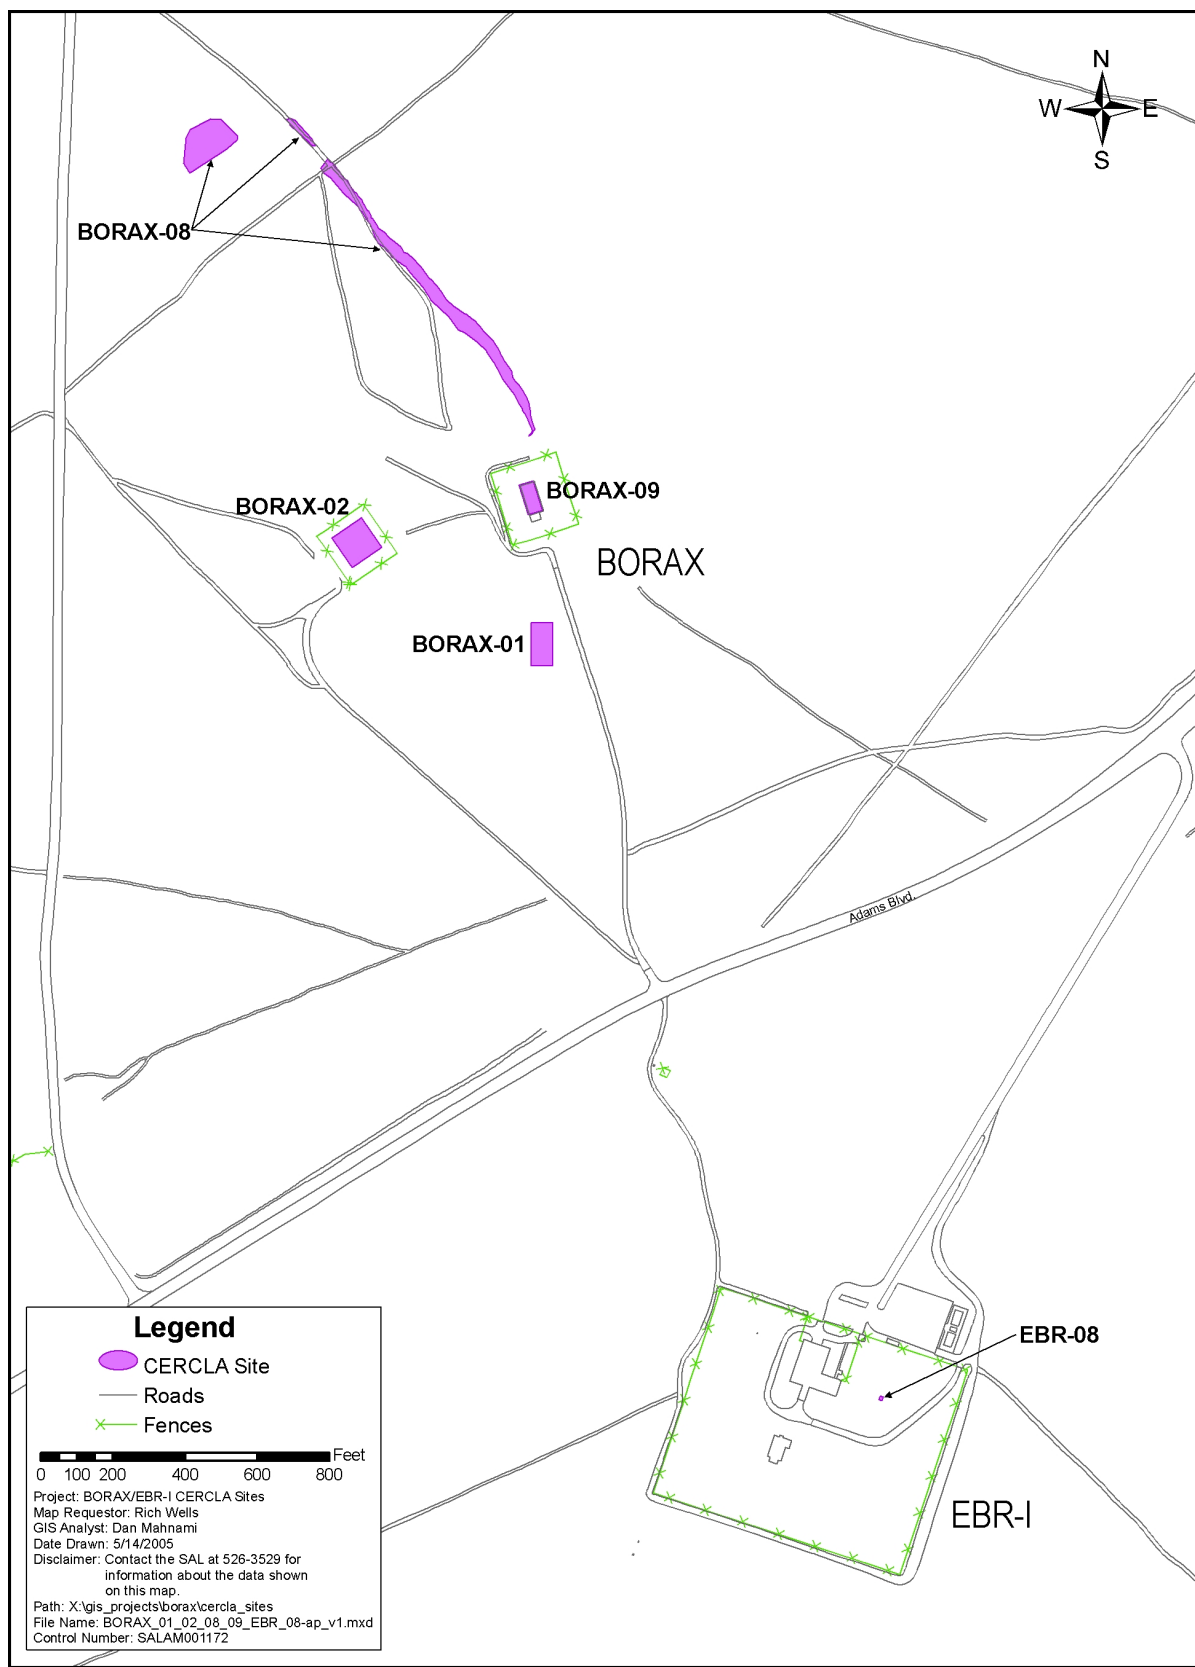 N
W E
S
BORAX-08
BORAX-09
BORAX-02
BORAX
BORAX-01
Adams Blvd.
EBR-08
EBR-I
Legend
CERCLA Site
Roads
Fences
Feet
0 100 200 400 600 800
Project: BORAX/EBR-I CERCLA Sites
Map Requestor: Rich Wells
GIS Analyst: Dan Mahnami
Date Drawn: 5/14/2005
Disclaimer: Contact the SAL at 526-3529 for
information about the data shown
on this map.
Path: X:\gis_projects\borax\cercla_sites
File Name: BORAX_01_02_08_09_EBR_08-ap_v1.mxd
Control Number: SALAM001172